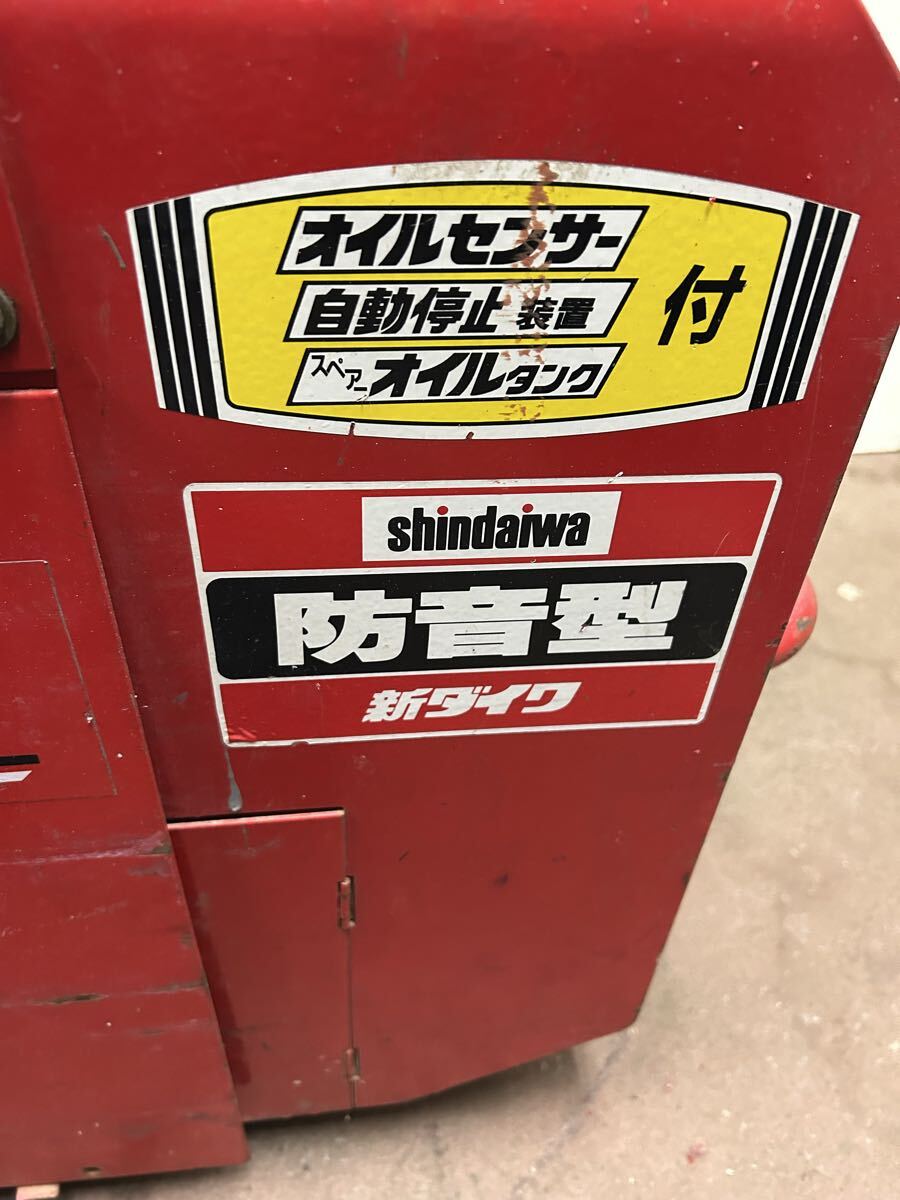 オイルセンサー
自動停止装置 付
スペアーオイルタンク
shindaiwa
防音型
新ダイワ